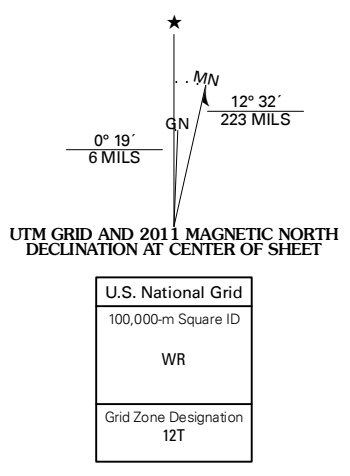 ★
MN
GN
12° 32´
223 MILS
0° 19´
6 MILS
UTM GRID AND 2011 MAGNETIC NORTH
DECLINATION AT CENTER OF SHEET
U.S. National Grid
100,000-m Square ID
WR
Grid Zone Designation
12T